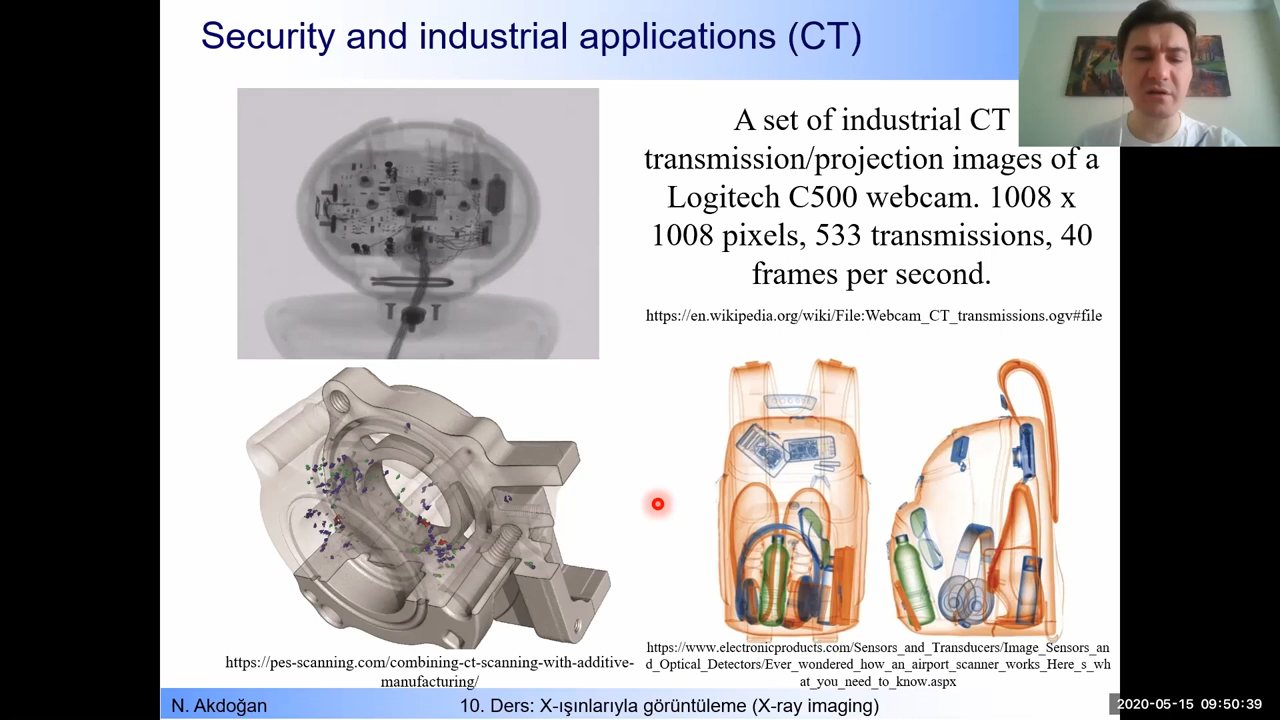 Security and industrial applications (CT)
A set of industrial CT
transmission/projection images of a
Logitech C500 webcam. 1008 x
1008 pixels, 533 transmissions, 40
frames per second.
https://en.wikipedia.org/wiki/File:Webcam_CT_transmissions.ogv#file
https://pes-scanning.com/combining-ct-scanning-with-additive-
manufacturing/
https://www.electronicproducts.com/Sensors_and_Transducers/Image_Sensors_an
d_Optical_Detectors/Ever_wondered_how_an_airport_scanner_works_Here_s_wh
at_you_need_to_know.aspx
N. Akdoğan
10. Ders: X-ışınlarıyla görüntüleme (X-ray imaging)
2020-05-15 09:50:39